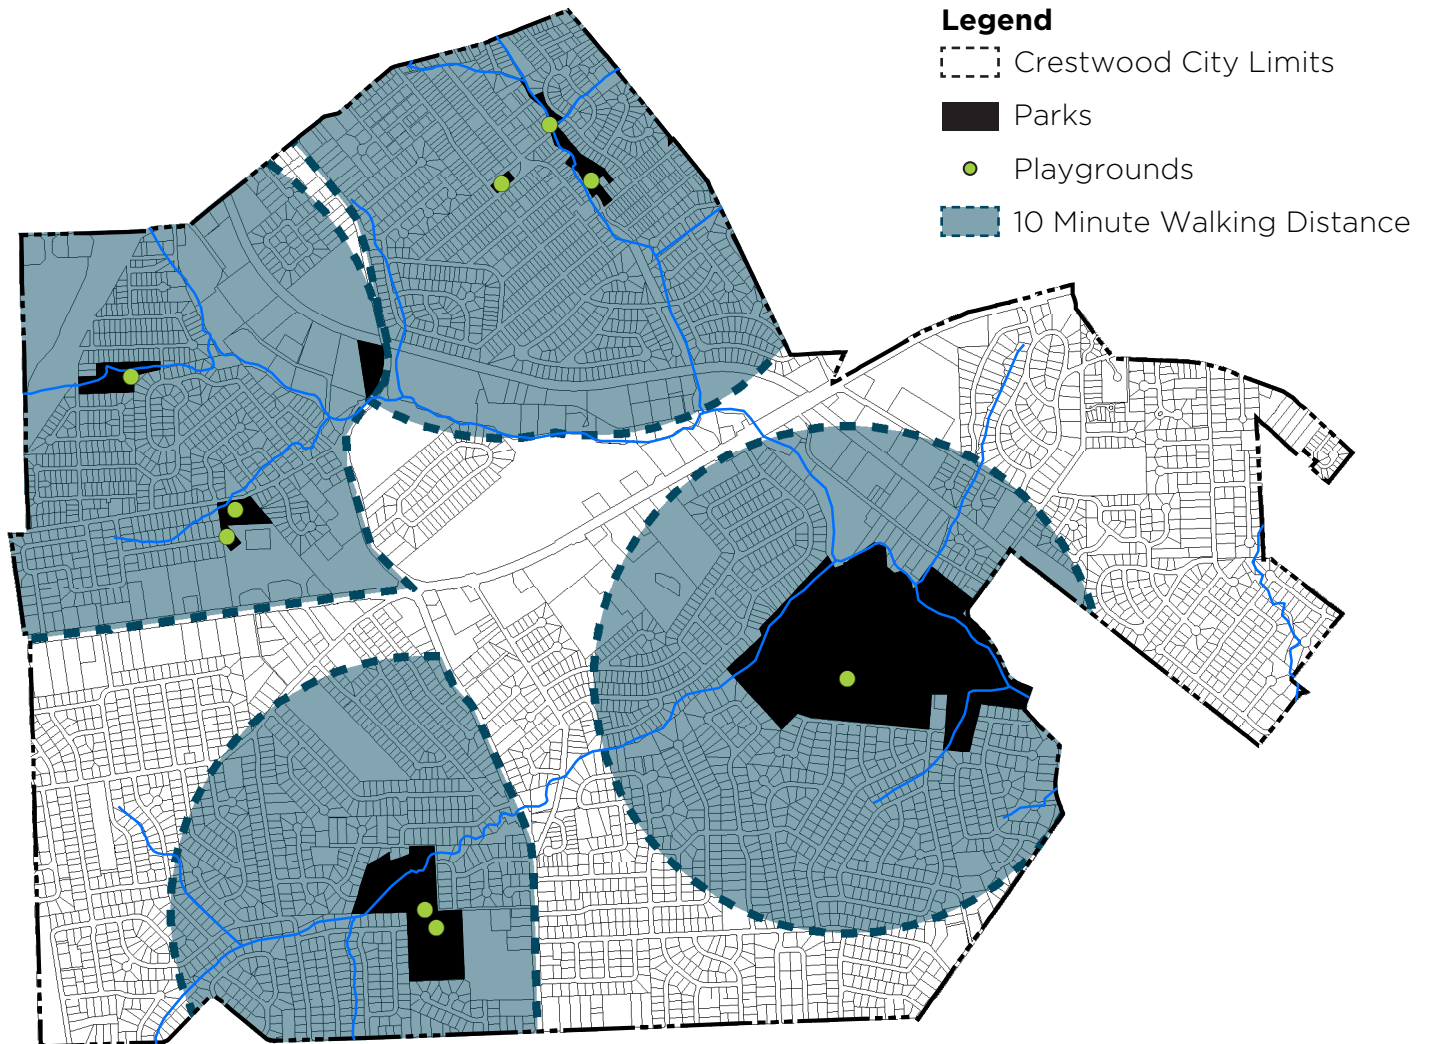 Legend
Crestwood City Limits
Parks
Playgrounds
10 Minute Walking Distance